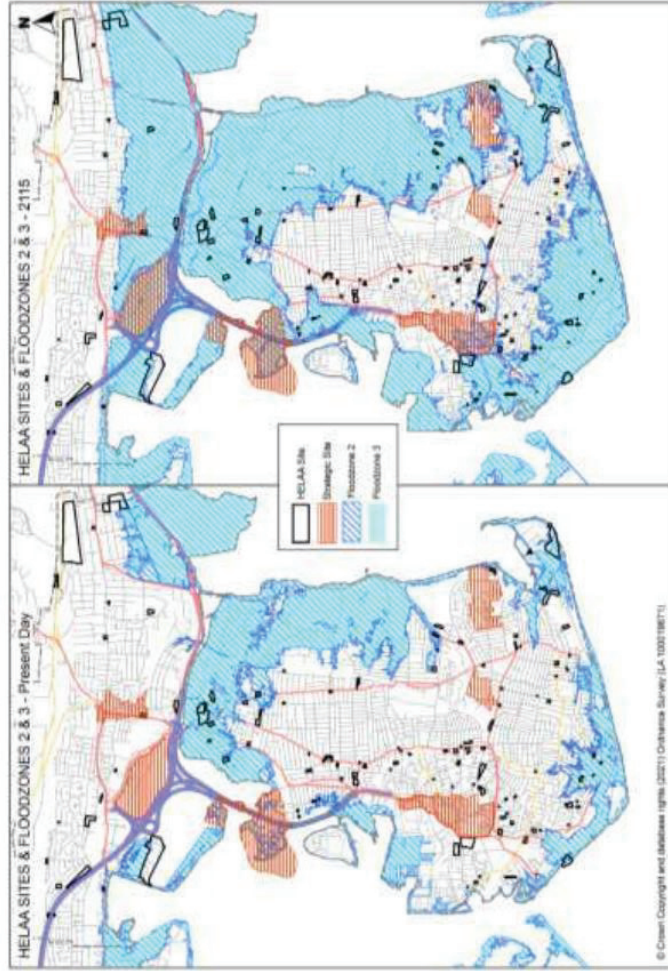 HELAA SITES & FLOODZONES 2 & 3 - Present Day
HELAA SITES & FLOODZONES 2 & 3 - 2115
N
HELAA Site
Strategic Site
Floodzone 2
Floodzone 3
© Crown Copyright and database rights (2021) Ordnance Survey (LA 100019671)